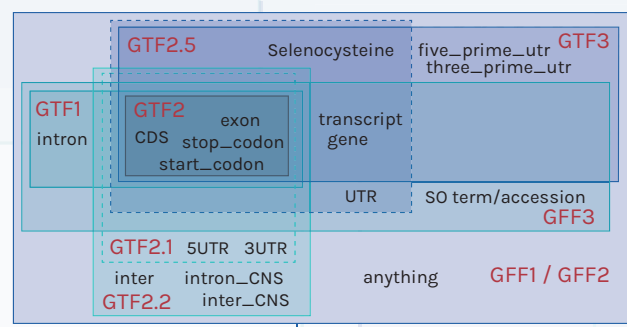 GTF2.5 Selenocysteine five_prime_utr GTF3
three_prime_utr
GTF1 GTF2 exon transcript
intron CDS stop_codon gene
start_codon
UTR SO term/accession
GFF3
GTF2.1 5UTR 3UTR
inter intron_CNS anything GFF1 / GFF2
GTF2.2 inter_CNS